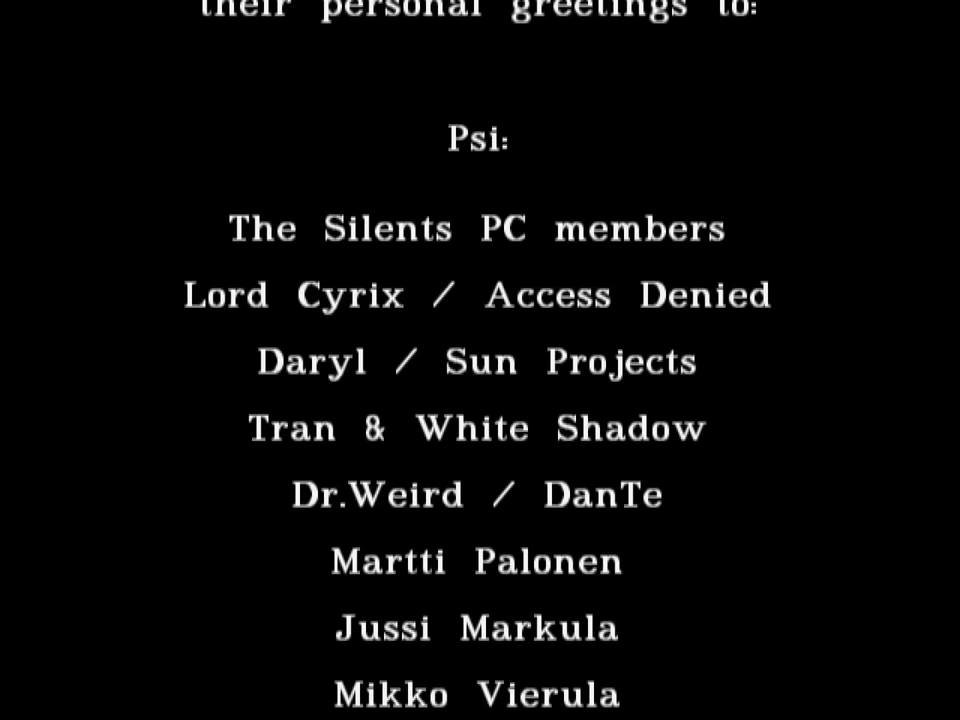 their personal greetings to:
Psi:
The Silents PC members
Lord Cyrix / Access Denied
Daryl / Sun Projects
Tran & White Shadow
Dr.Weird / DanTe
Martti Palonen
Jussi Markula
Mikko Vierula